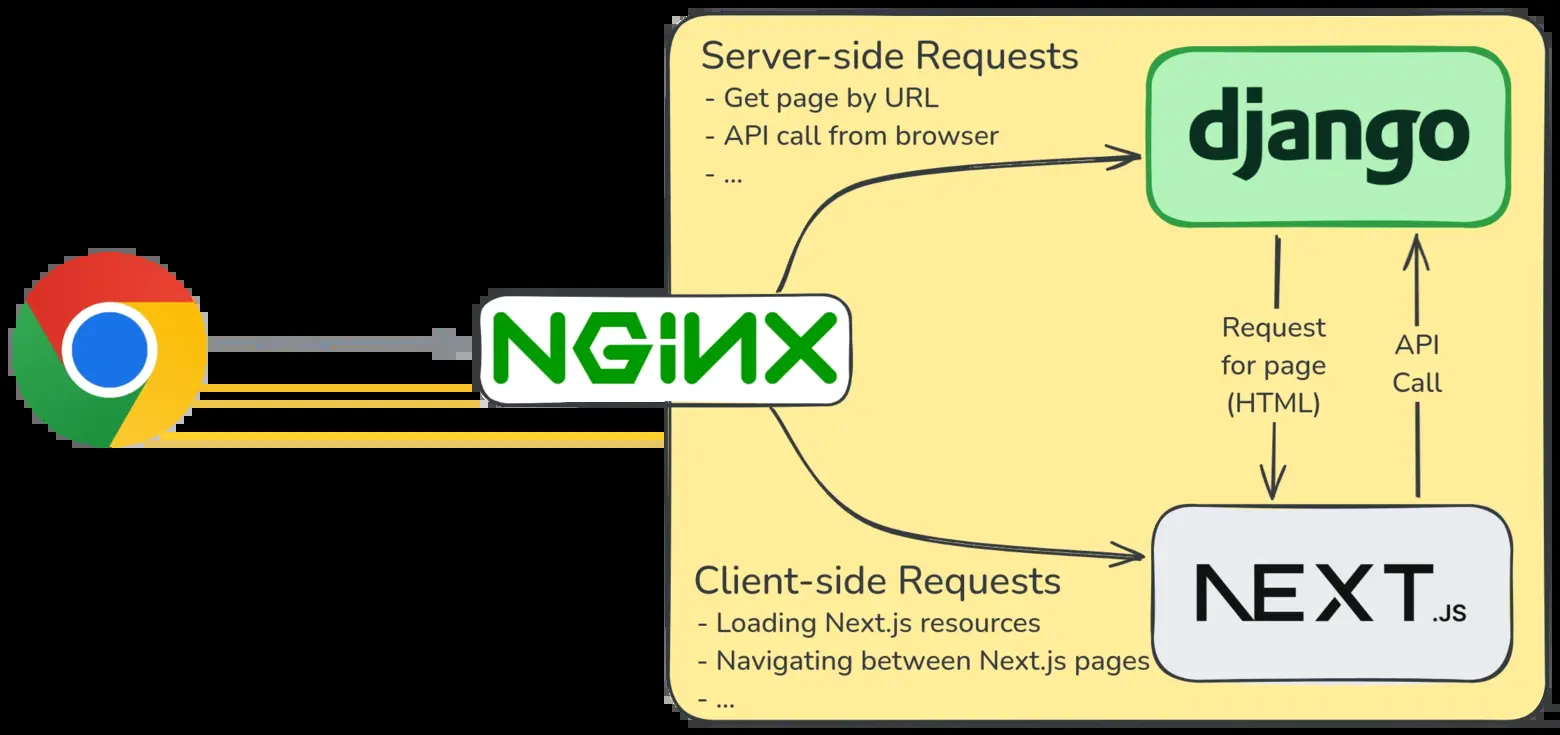 Server-side Requests
- Get page by URL
- API call from browser
- ...
django
NGiNX
Request
for page
(HTML)
API
Call
Client-side Requests
- Loading Next.js resources
- Navigating between Next.js pages
- ...
NEXT.JS